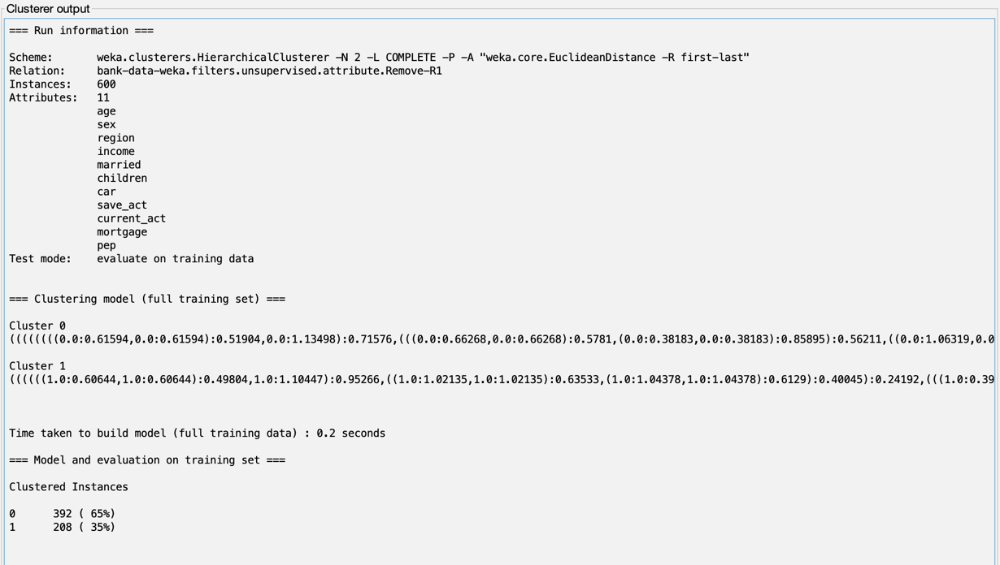 Clusterer output
=== Run information ===
Scheme:       weka.clusterers.HierarchicalClusterer -N 2 -L COMPLETE -P -A "weka.core.EuclideanDistance -R first-last"
Relation:     bank-data-weka.filters.unsupervised.attribute.Remove-R1
Instances:    600
Attributes:   11
              age
              sex
              region
              income
              married
              children
              car
              save_act
              current_act
              mortgage
              pep
Test mode:    evaluate on training data
=== Clustering model (full training set) ===
Cluster 0
((((((((0.0:0.61594,0.0:0.61594):0.51904,0.0:1.13498):0.71576,(((0.0:0.66268,0.0:0.66268):0.5781,(0.0:0.38183,0.0:0.38183):0.85895):0.56211,((0.0:1.06319,0.0
Cluster 1
((((((1.0:0.60644,1.0:0.60644):0.49804,1.0:1.10447):0.95266,((1.0:1.02135,1.0:1.02135):0.63533,(1.0:1.04378,1.0:1.04378):0.6129):0.40045):0.24192,(((1.0:0.39
Time taken to build model (full training data) : 0.2 seconds
=== Model and evaluation on training set ===
Clustered Instances
0      392 ( 65%)
1      208 ( 35%)